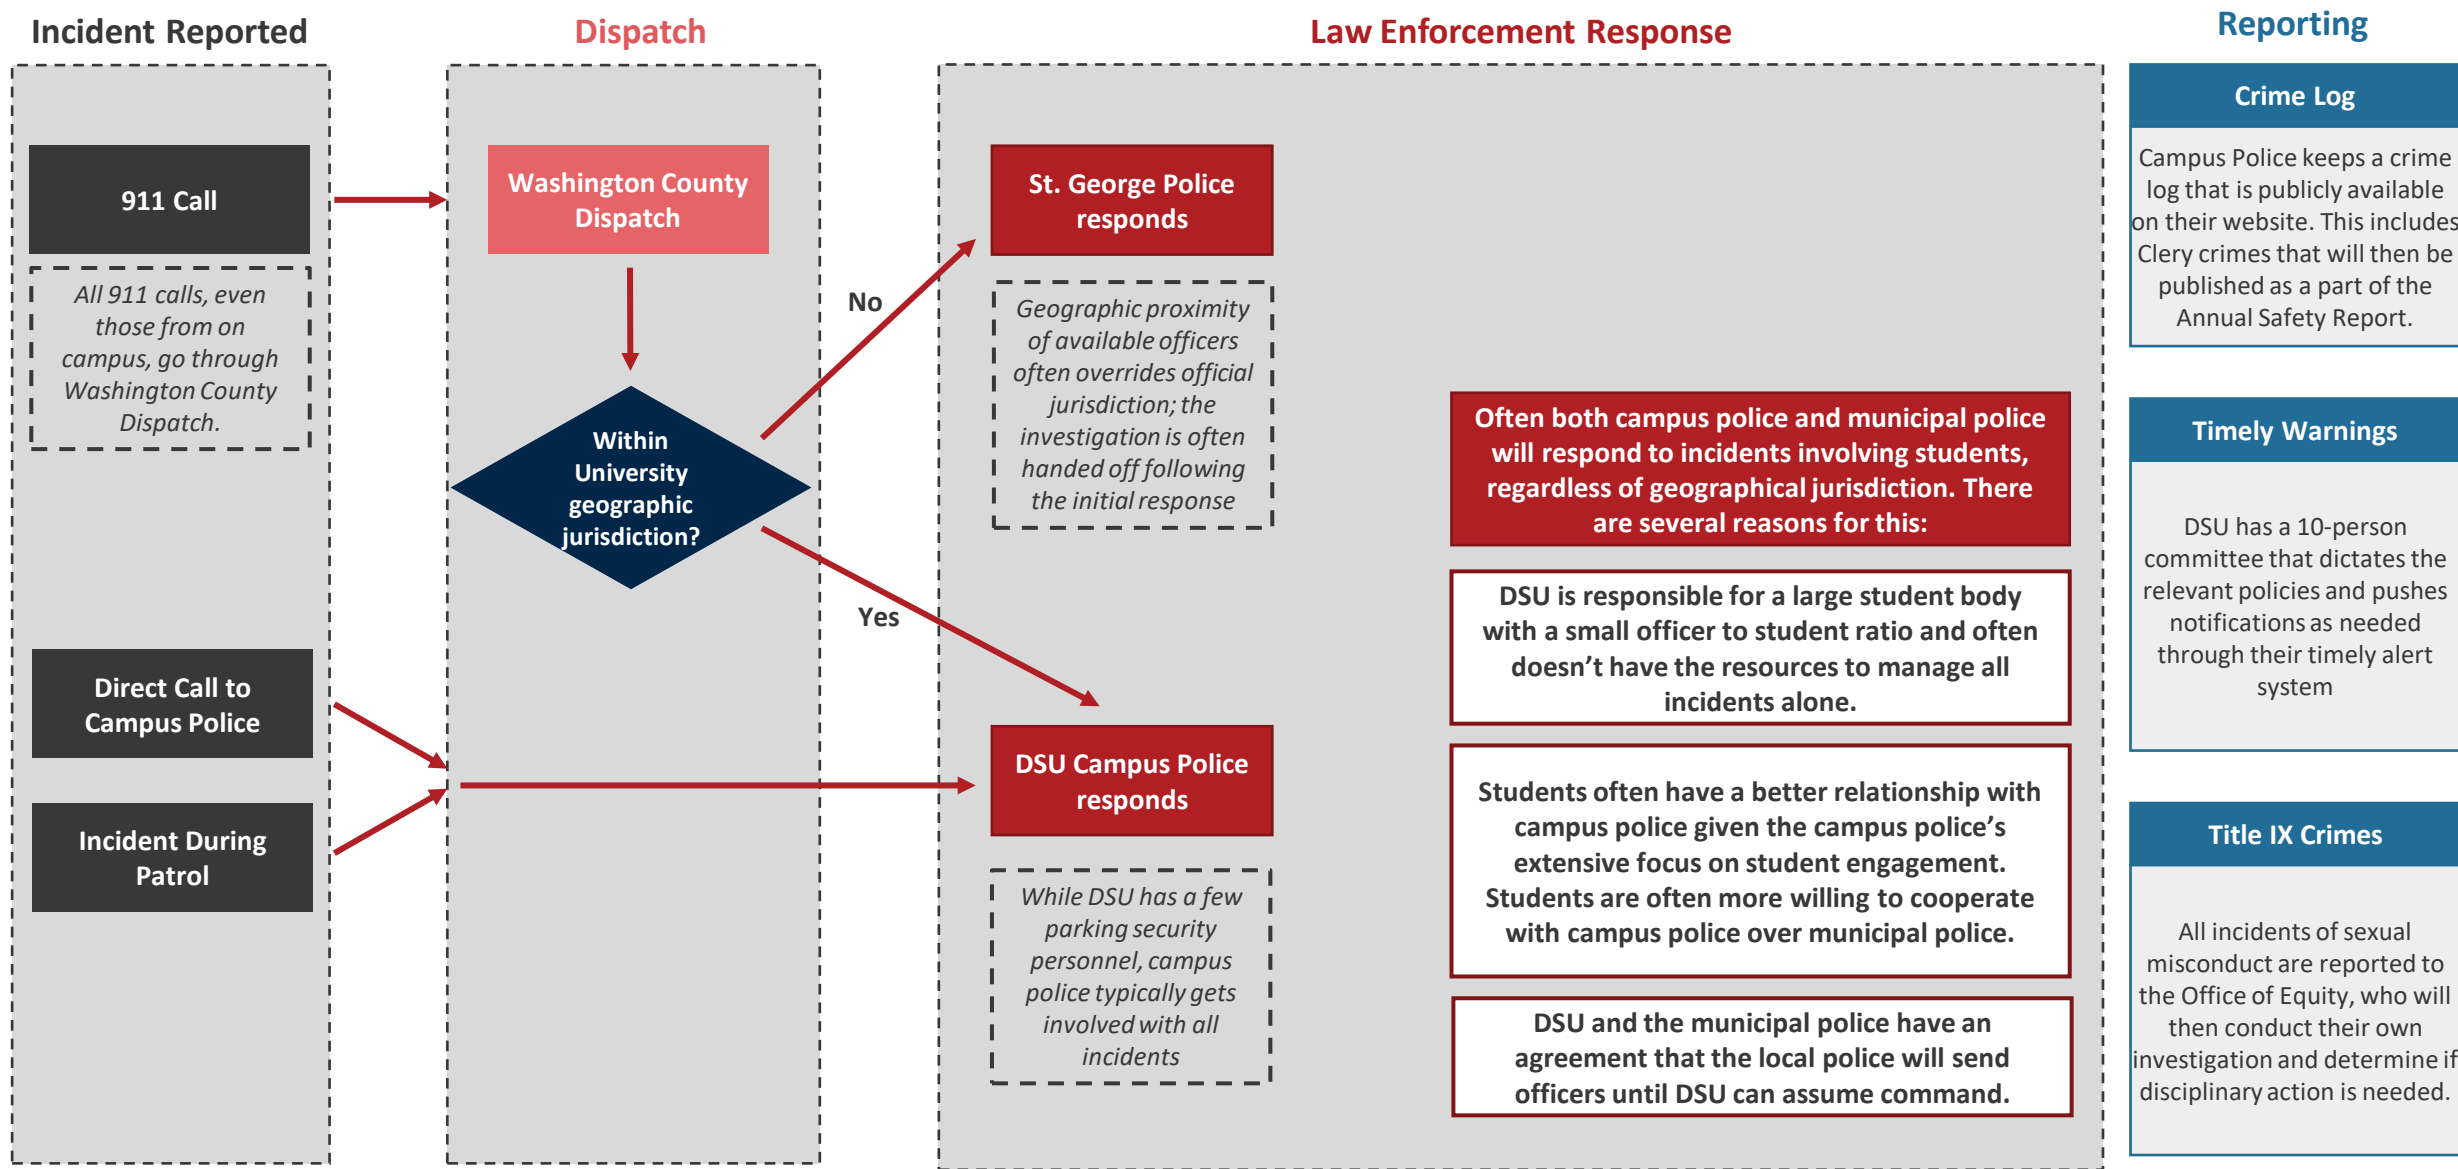 Incident Reported
911 Call
All 911 calls, even
those from on
campus, go through
Washington County
Dispatch.
Direct Call to
Campus Police
Incident During
Patrol
Dispatch
Washington County
Dispatch
Within
University
geographic
jurisdiction?
No
Yes
Law Enforcement Response
St. George Police
responds
Geographic proximity
of available officers
often overrides official
jurisdiction; the
investigation is often
handed off following
the initial response
DSU Campus Police
responds
While DSU has a few
parking security
personnel, campus
police typically gets
involved with all
incidents
Often both campus police and municipal police
will respond to incidents involving students,
regardless of geographical jurisdiction. There
are several reasons for this:
DSU is responsible for a large student body
with a small officer to student ratio and often
doesn’t have the resources to manage all
incidents alone.
Students often have a better relationship with
campus police given the campus police’s
extensive focus on student engagement.
Students are often more willing to cooperate
with campus police over municipal police.
DSU and the municipal police have an
agreement that the local police will send
officers until DSU can assume command.
Reporting
Crime Log
Campus Police keeps a crime
log that is publicly available
on their website. This includes
Clery crimes that will then be
published as a part of the
Annual Safety Report.
Timely Warnings
DSU has a 10-person
committee that dictates the
relevant policies and pushes
notifications as needed
through their timely alert
system
Title IX Crimes
All incidents of sexual
misconduct are reported to
the Office of Equity, who will
then conduct their own
investigation and determine if
disciplinary action is needed.